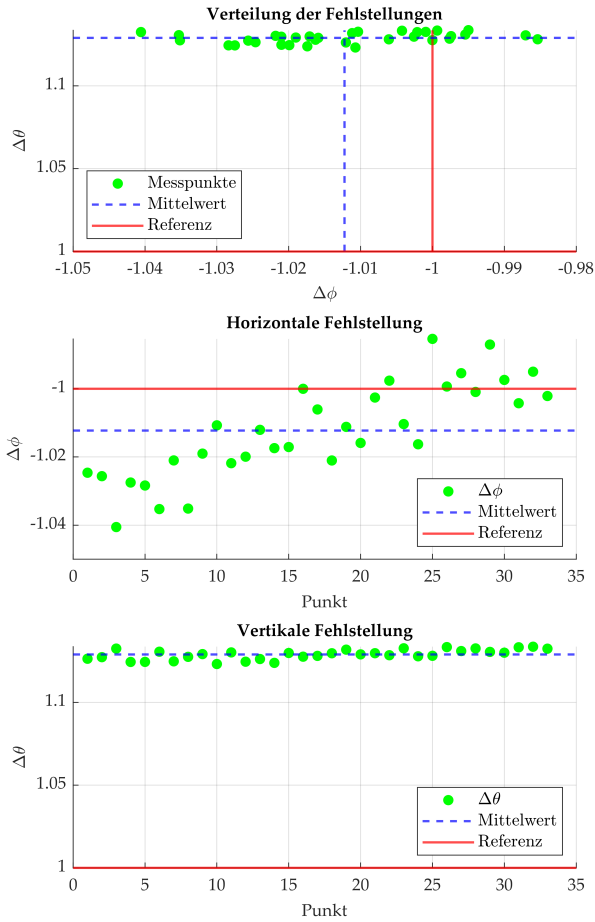 Verteilung der Fehlstellungen
1.1
1.05
1
Δθ
Messpunkte
Mittelwert
Referenz
-1.05 -1.04 -1.03 -1.02 -1.01 -1 -0.99 -0.98
Δϕ
Horizontale Fehlstellung
-1
-1.02
-1.04
Δϕ
Δϕ
Mittelwert
Referenz
0 5 10 15 20 25 30 35
Punkt
Vertikale Fehlstellung
1.1
1.05
1
Δθ
Δθ
Mittelwert
Referenz
0 5 10 15 20 25 30 35
Punkt